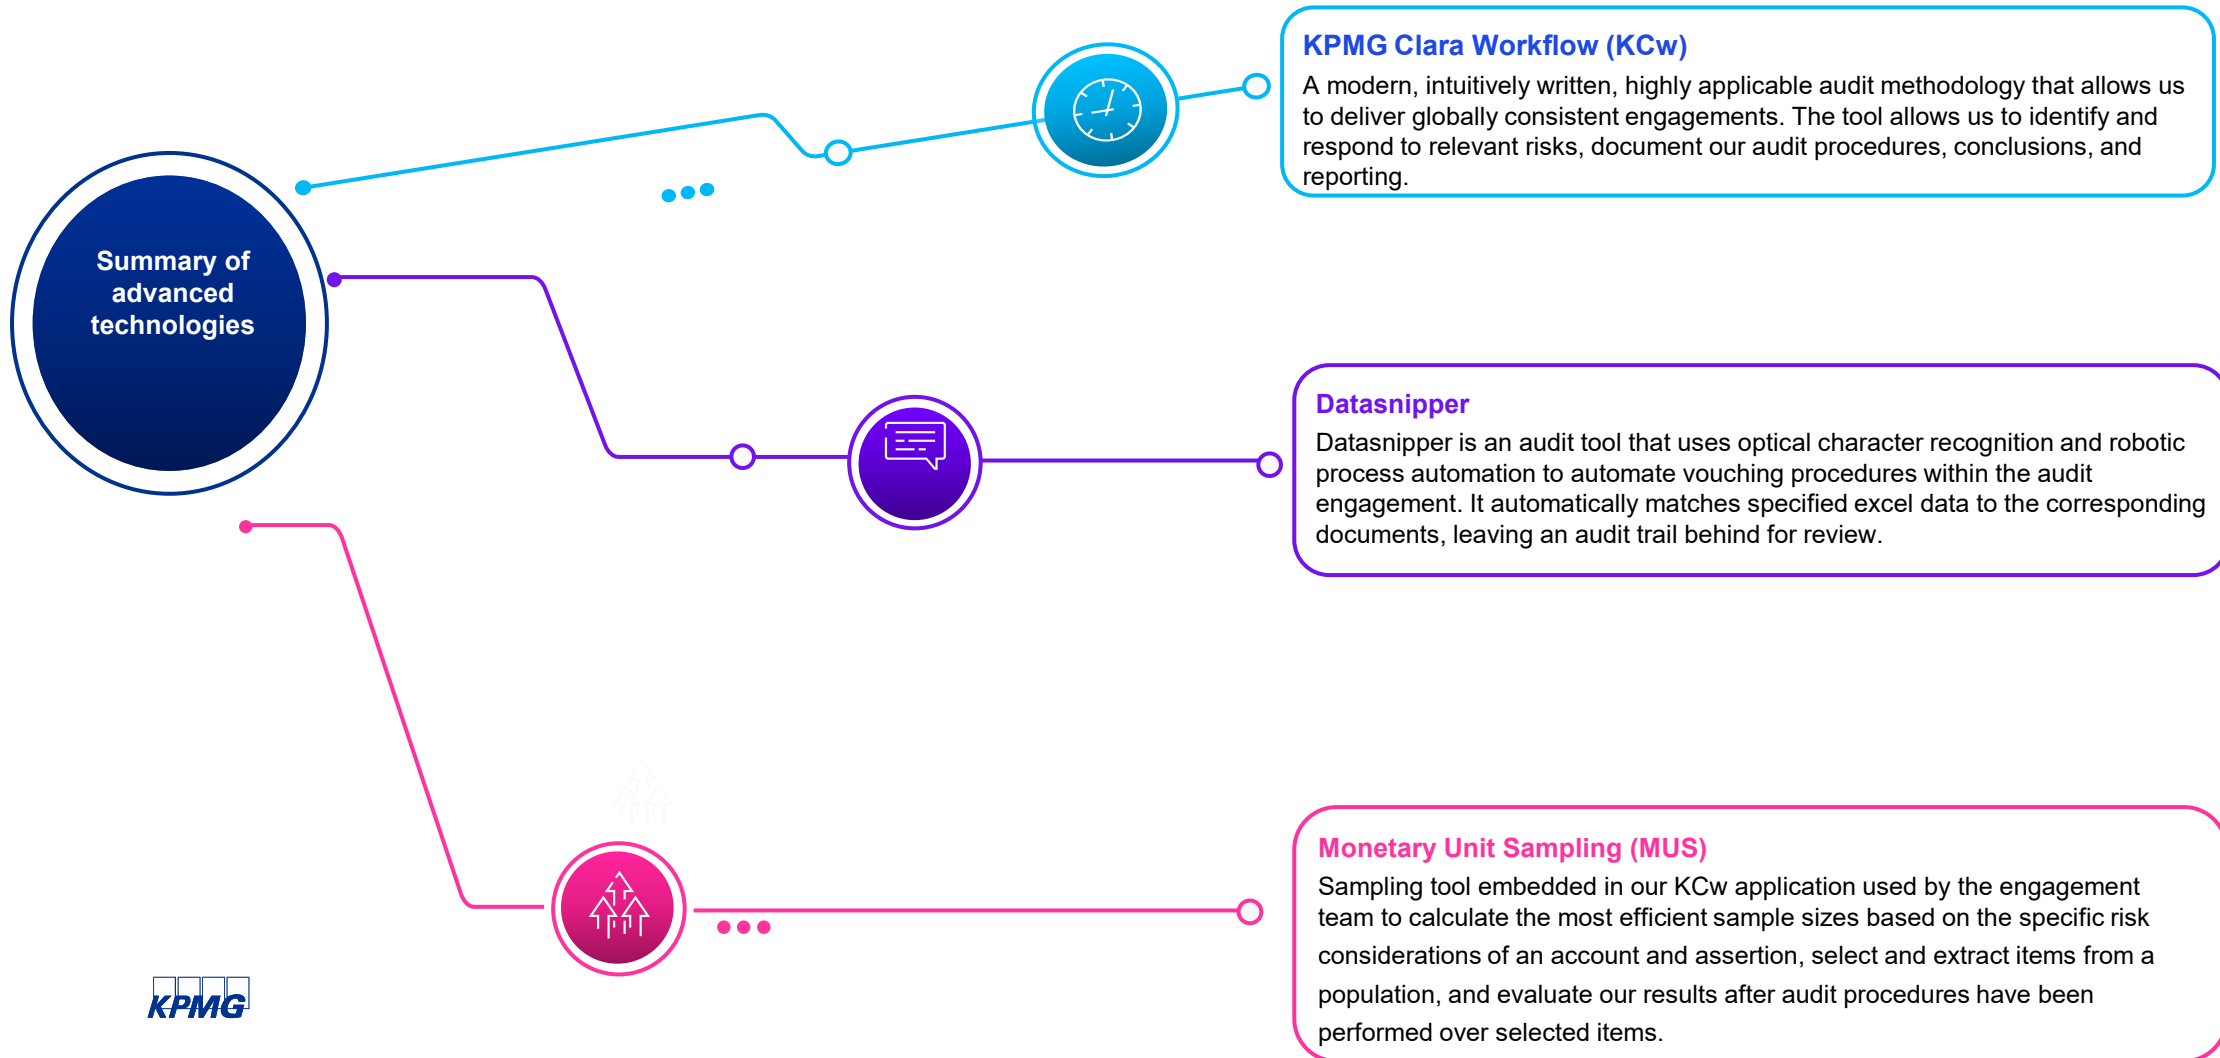 Summary of
advanced
technologies
KPMG Clara Workflow (KCw)
A modern, intuitively written, highly applicable audit methodology that allows us
to deliver globally consistent engagements. The tool allows us to identify and
respond to relevant risks, document our audit procedures, conclusions, and
reporting.
Datasnipper
Datasnipper is an audit tool that uses optical character recognition and robotic
process automation to automate vouching procedures within the audit
engagement. It automatically matches specified excel data to the corresponding
documents, leaving an audit trail behind for review.
Monetary Unit Sampling (MUS)
Sampling tool embedded in our KCw application used by the engagement
team to calculate the most efficient sample sizes based on the specific risk
considerations of an account and assertion, select and extract items from a
population, and evaluate our results after audit procedures have been
performed over selected items.
KPMG